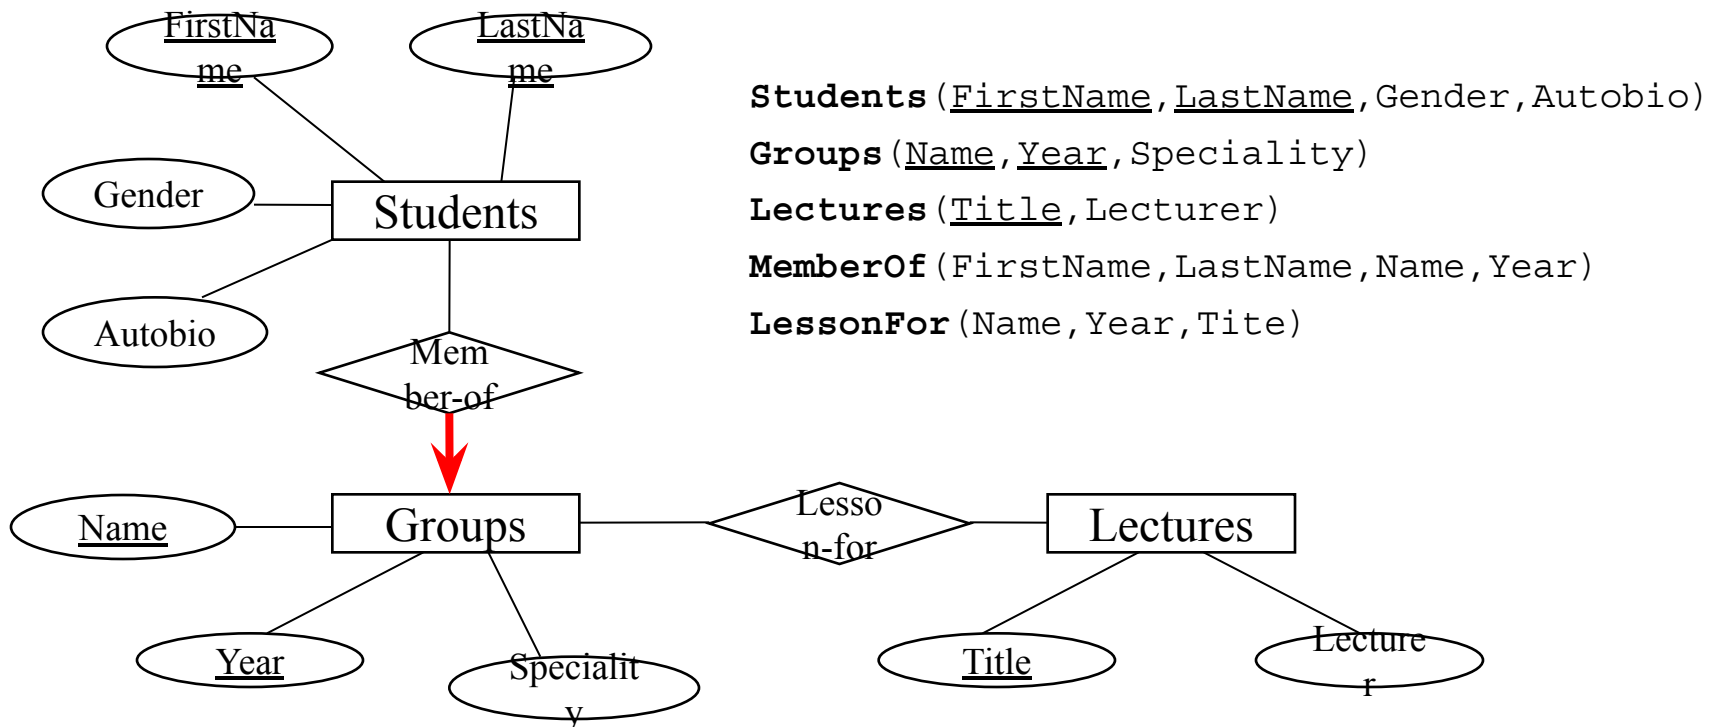 FirstNa
me
LastNa
me
Students(FirstName,LastName,Gender,Autobio)
Groups(Name,Year,Speciality)
Lectures(Title,Lecturer)
MemberOf(FirstName,LastName,Name,Year)
LessonFor(Name,Year,Tite)
Gender
Students
Autobio
Mem
ber-of
Name
Groups
Lesso
n-for
Lectures
Year
Specialit
y
Title
Lecture
r